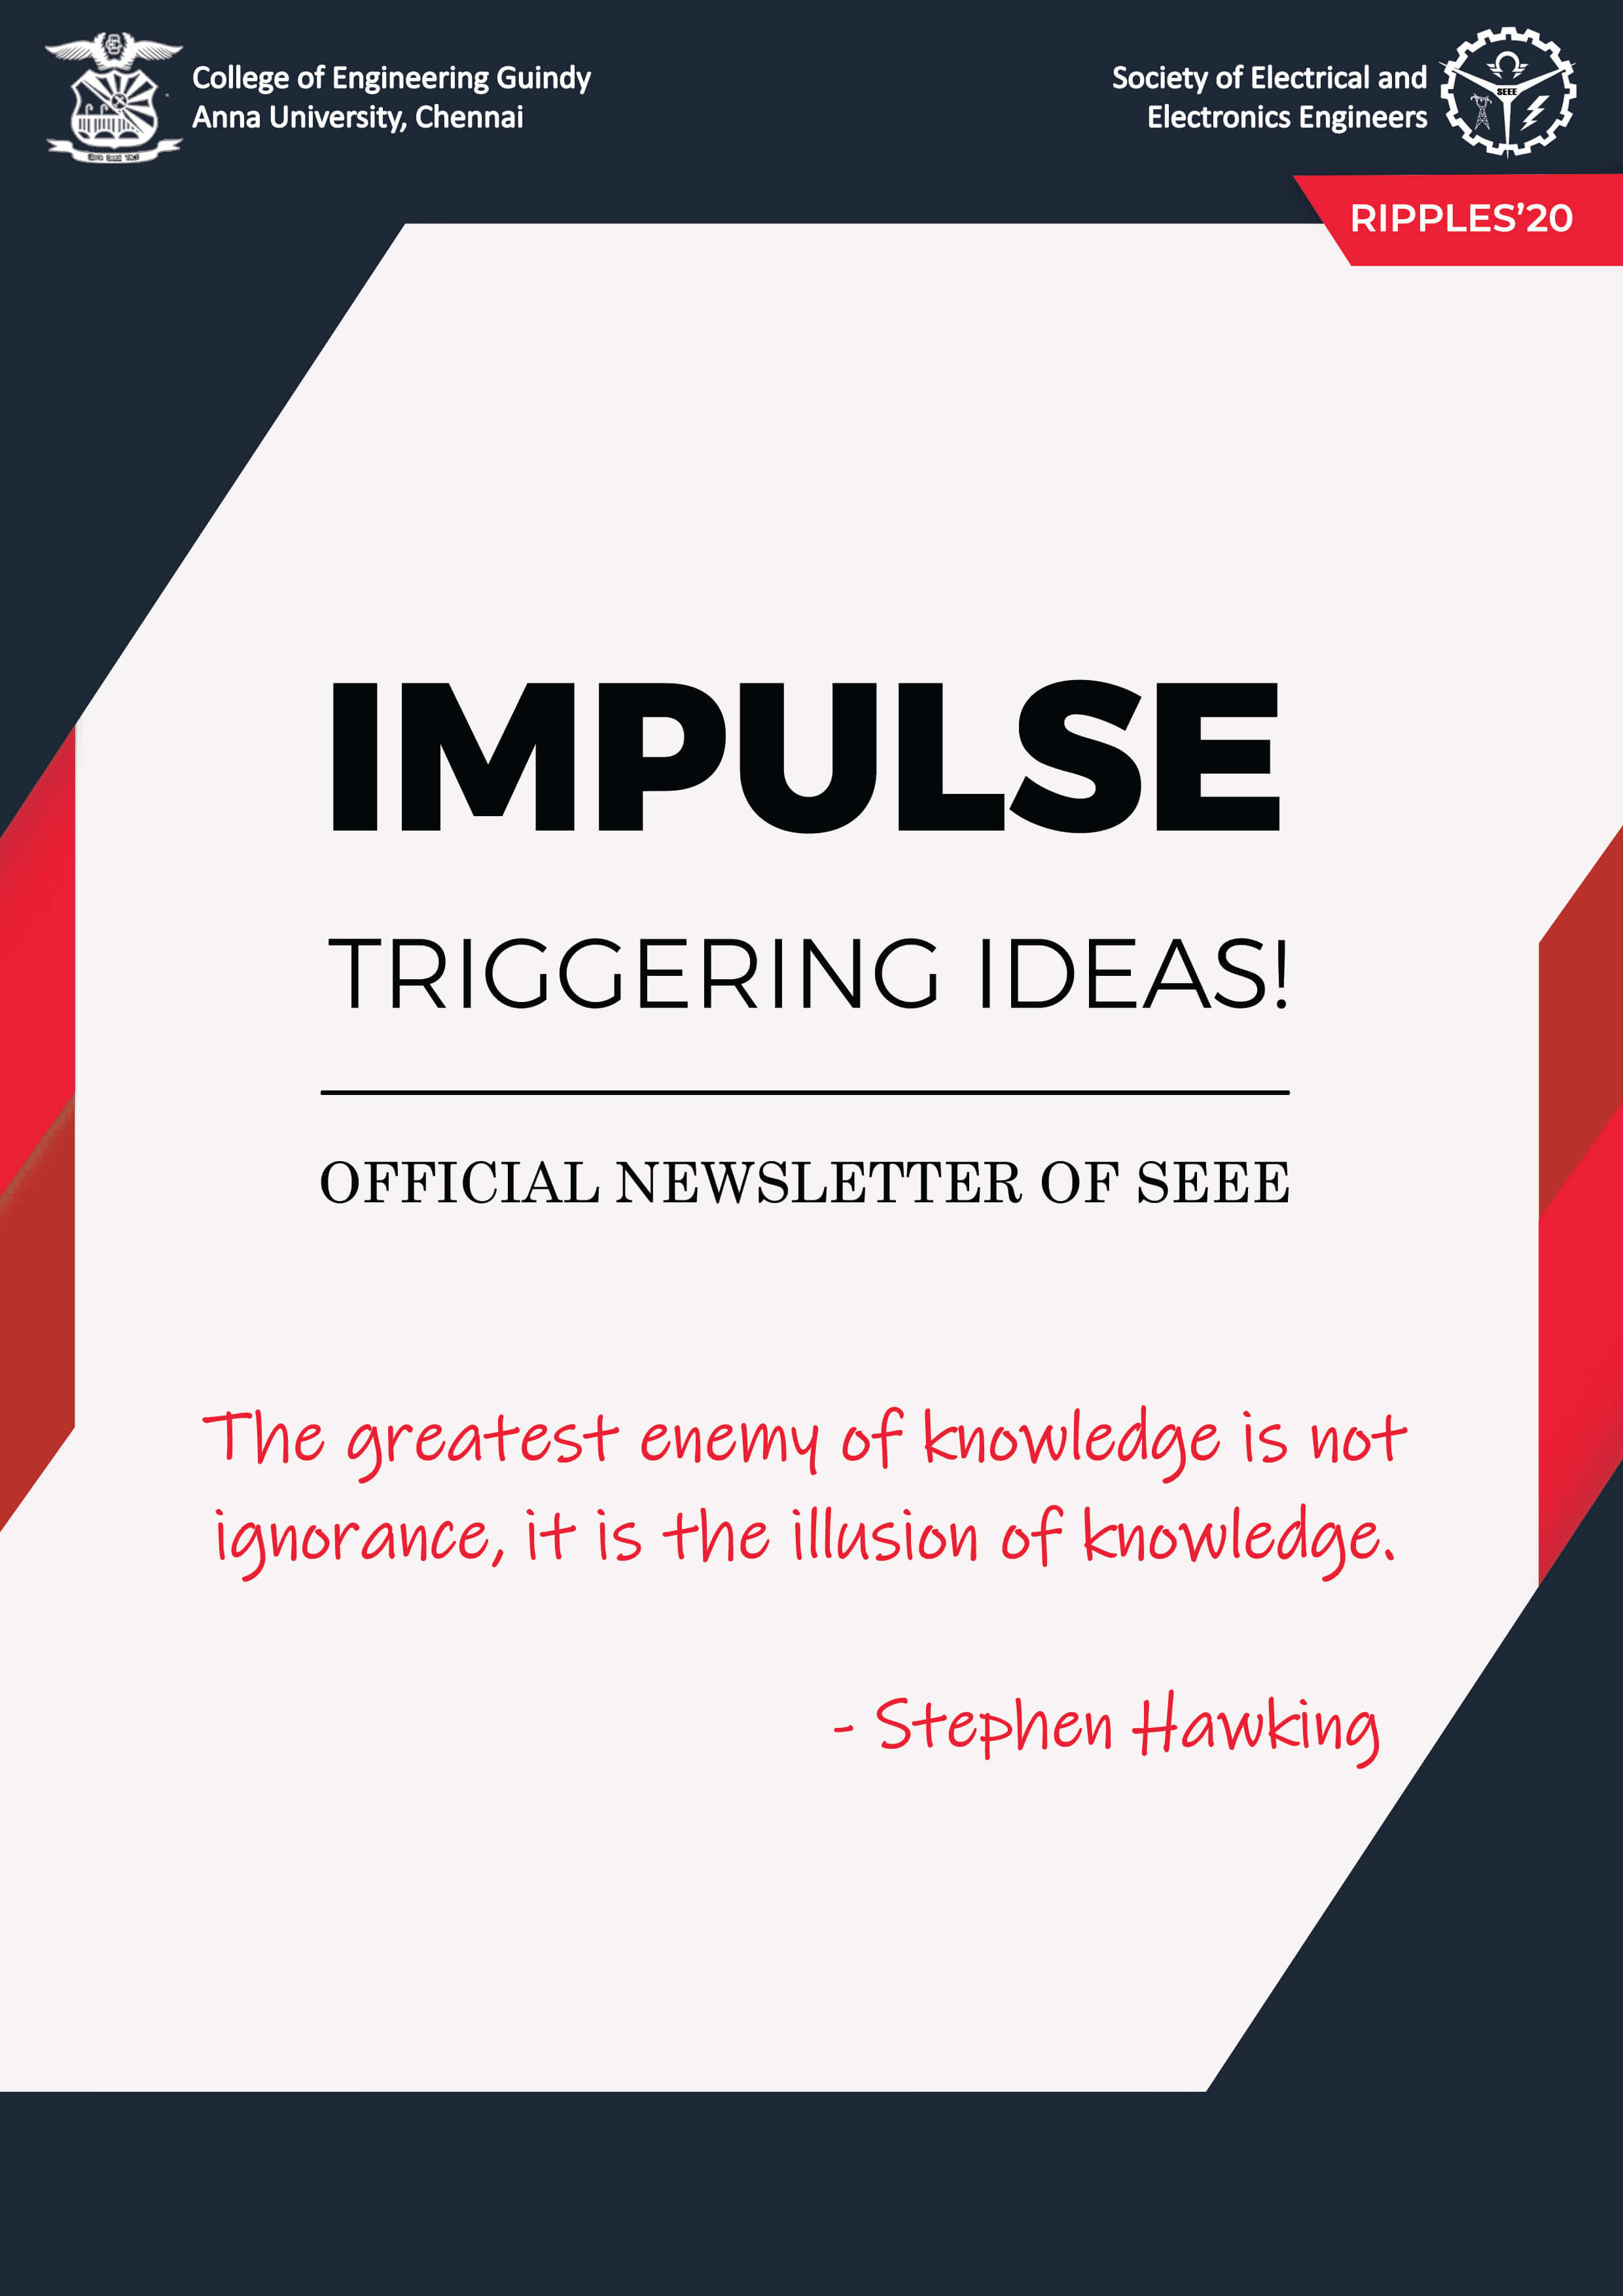 College of Engineering Guindy
Anna University, Chennai
Society of Electrical and
Electronics Engineers
SEEE
RIPPLES'20
IMPULSE
TRIGGERING IDEAS!
OFFICIAL NEWSLETTER OF SEEE
The greatest enemy of knowledge is not
ignorance, it is the illusion of knowledge.
- Stephen Hawking